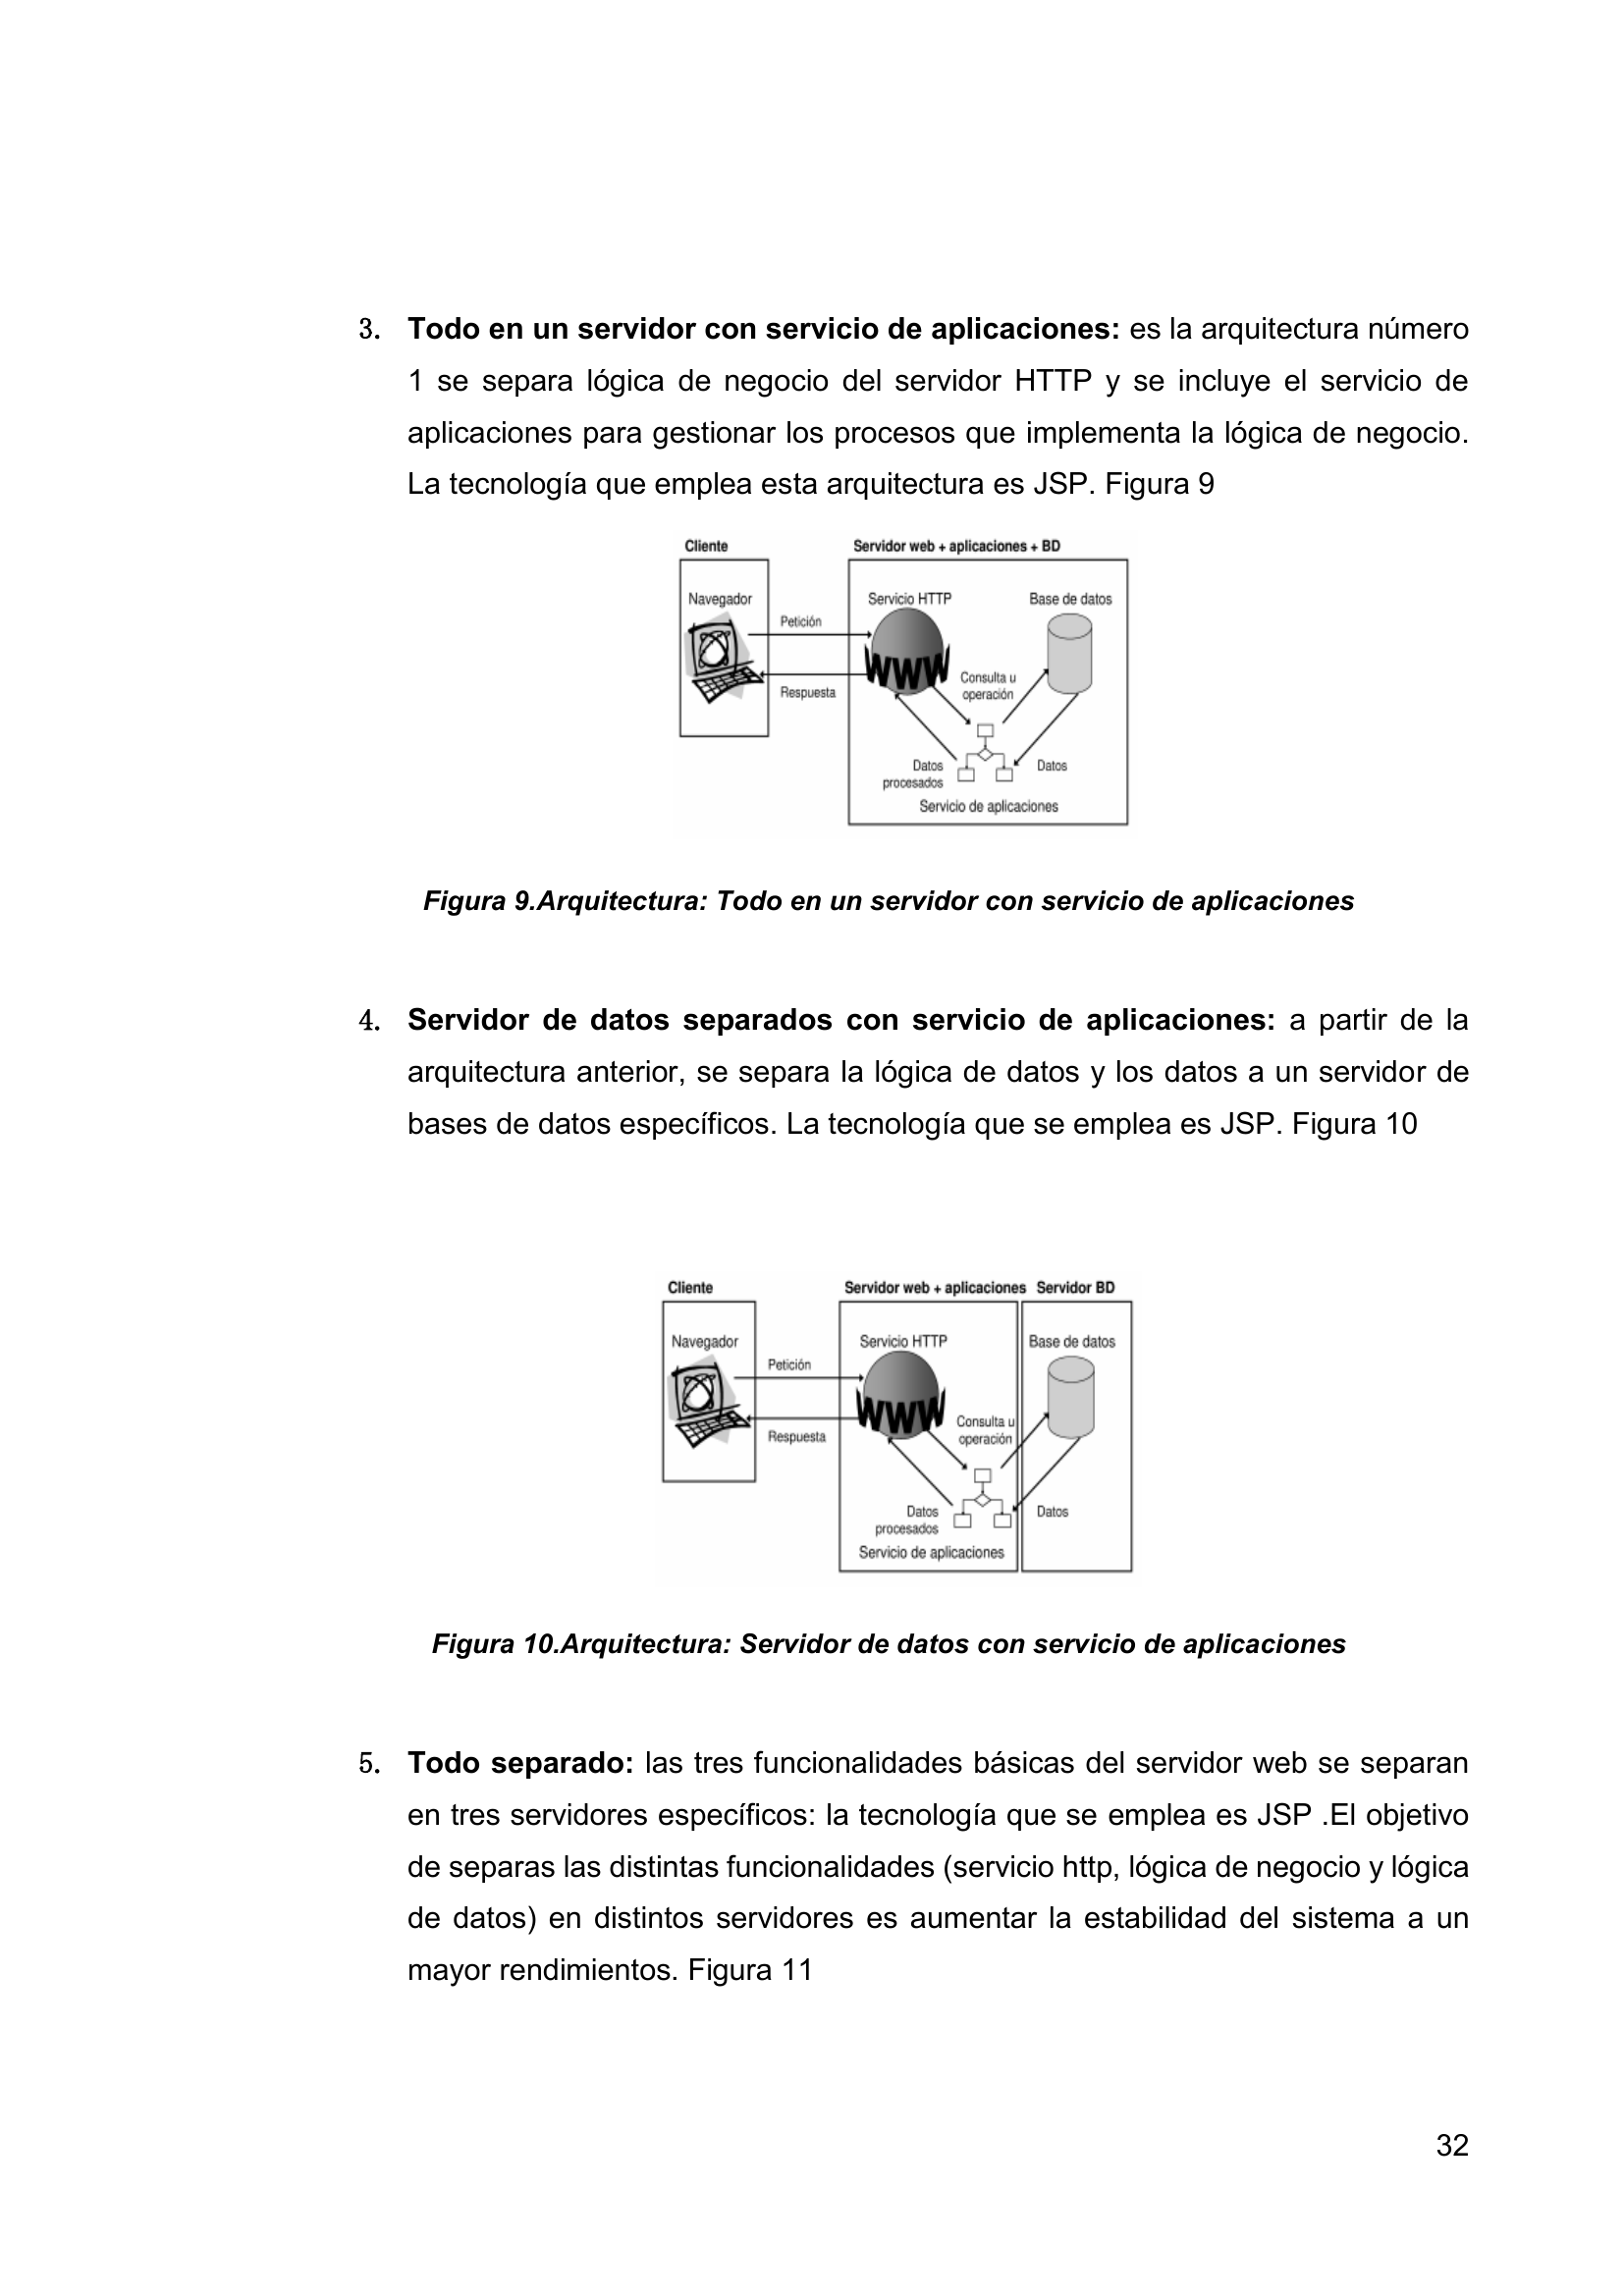 3. Todo en un servidor con servicio de aplicaciones: es la arquitectura número
1 se separa lógica de negocio del servidor HTTP y se incluye el servicio de
aplicaciones para gestionar los procesos que implementa la lógica de negocio.
La tecnología que emplea esta arquitectura es JSP. Figura 9
Cliente
Servidor web + aplicaciones + BD
Navegador
Servicio HTTP
Base de datos
Petición
WWW
Consulta u
operación
Respuesta
Datos
procesados
Datos
Servicio de aplicaciones
Figura 9.Arquitectura: Todo en un servidor con servicio de aplicaciones
4. Servidor de datos separados con servicio de aplicaciones: a partir de la
arquitectura anterior, se separa la lógica de datos y los datos a un servidor de
bases de datos específicos. La tecnología que se emplea es JSP. Figura 10
Cliente
Servidor web + aplicaciones
Servidor BD
Navegador
Servicio HTTP
Base de datos
Petición
WWW
Consulta u
operación
Respuesta
Datos
procesados
Datos
Servicio de aplicaciones
Figura 10.Arquitectura: Servidor de datos con servicio de aplicaciones
5. Todo separado: las tres funcionalidades básicas del servidor web se separan
en tres servidores específicos: la tecnología que se emplea es JSP .El objetivo
de separas las distintas funcionalidades (servicio http, lógica de negocio y lógica
de datos) en distintos servidores es aumentar la estabilidad del sistema a un
mayor rendimientos. Figura 11
32